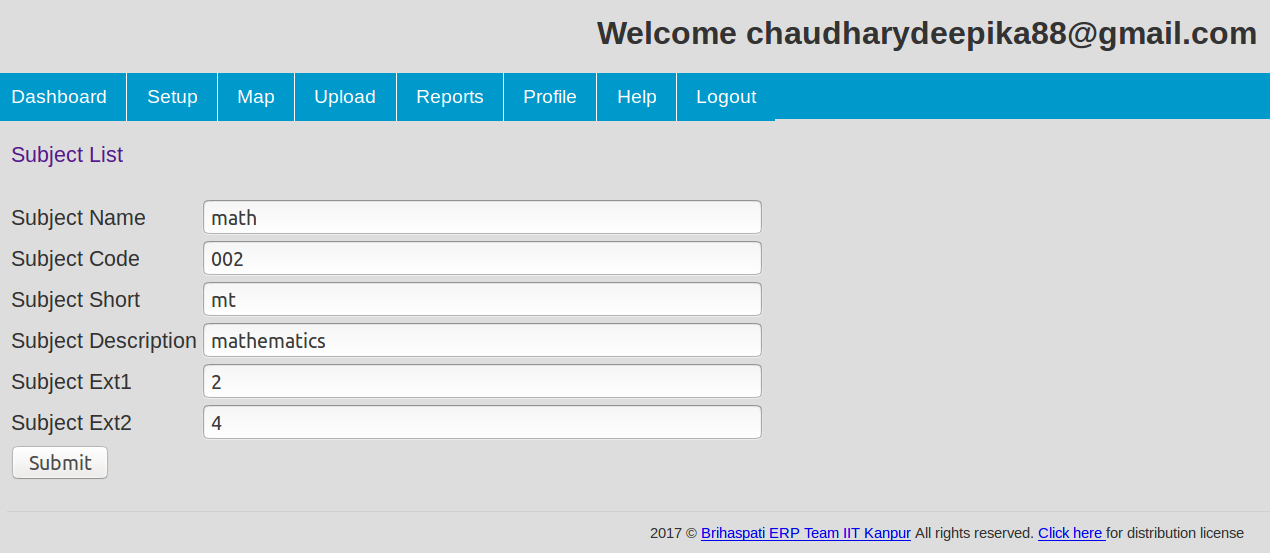 Welcome chaudharydeepika88@gmail.com
Dashboard Setup Map Upload Reports Profile Help Logout
Subject List
Subject Name math
Subject Code 002
Subject Short mt
Subject Description mathematics
Subject Ext1 2
Subject Ext2 4
Submit
2017 © Brihaspati ERP Team IIT Kanpur All rights reserved. Click here for distribution license